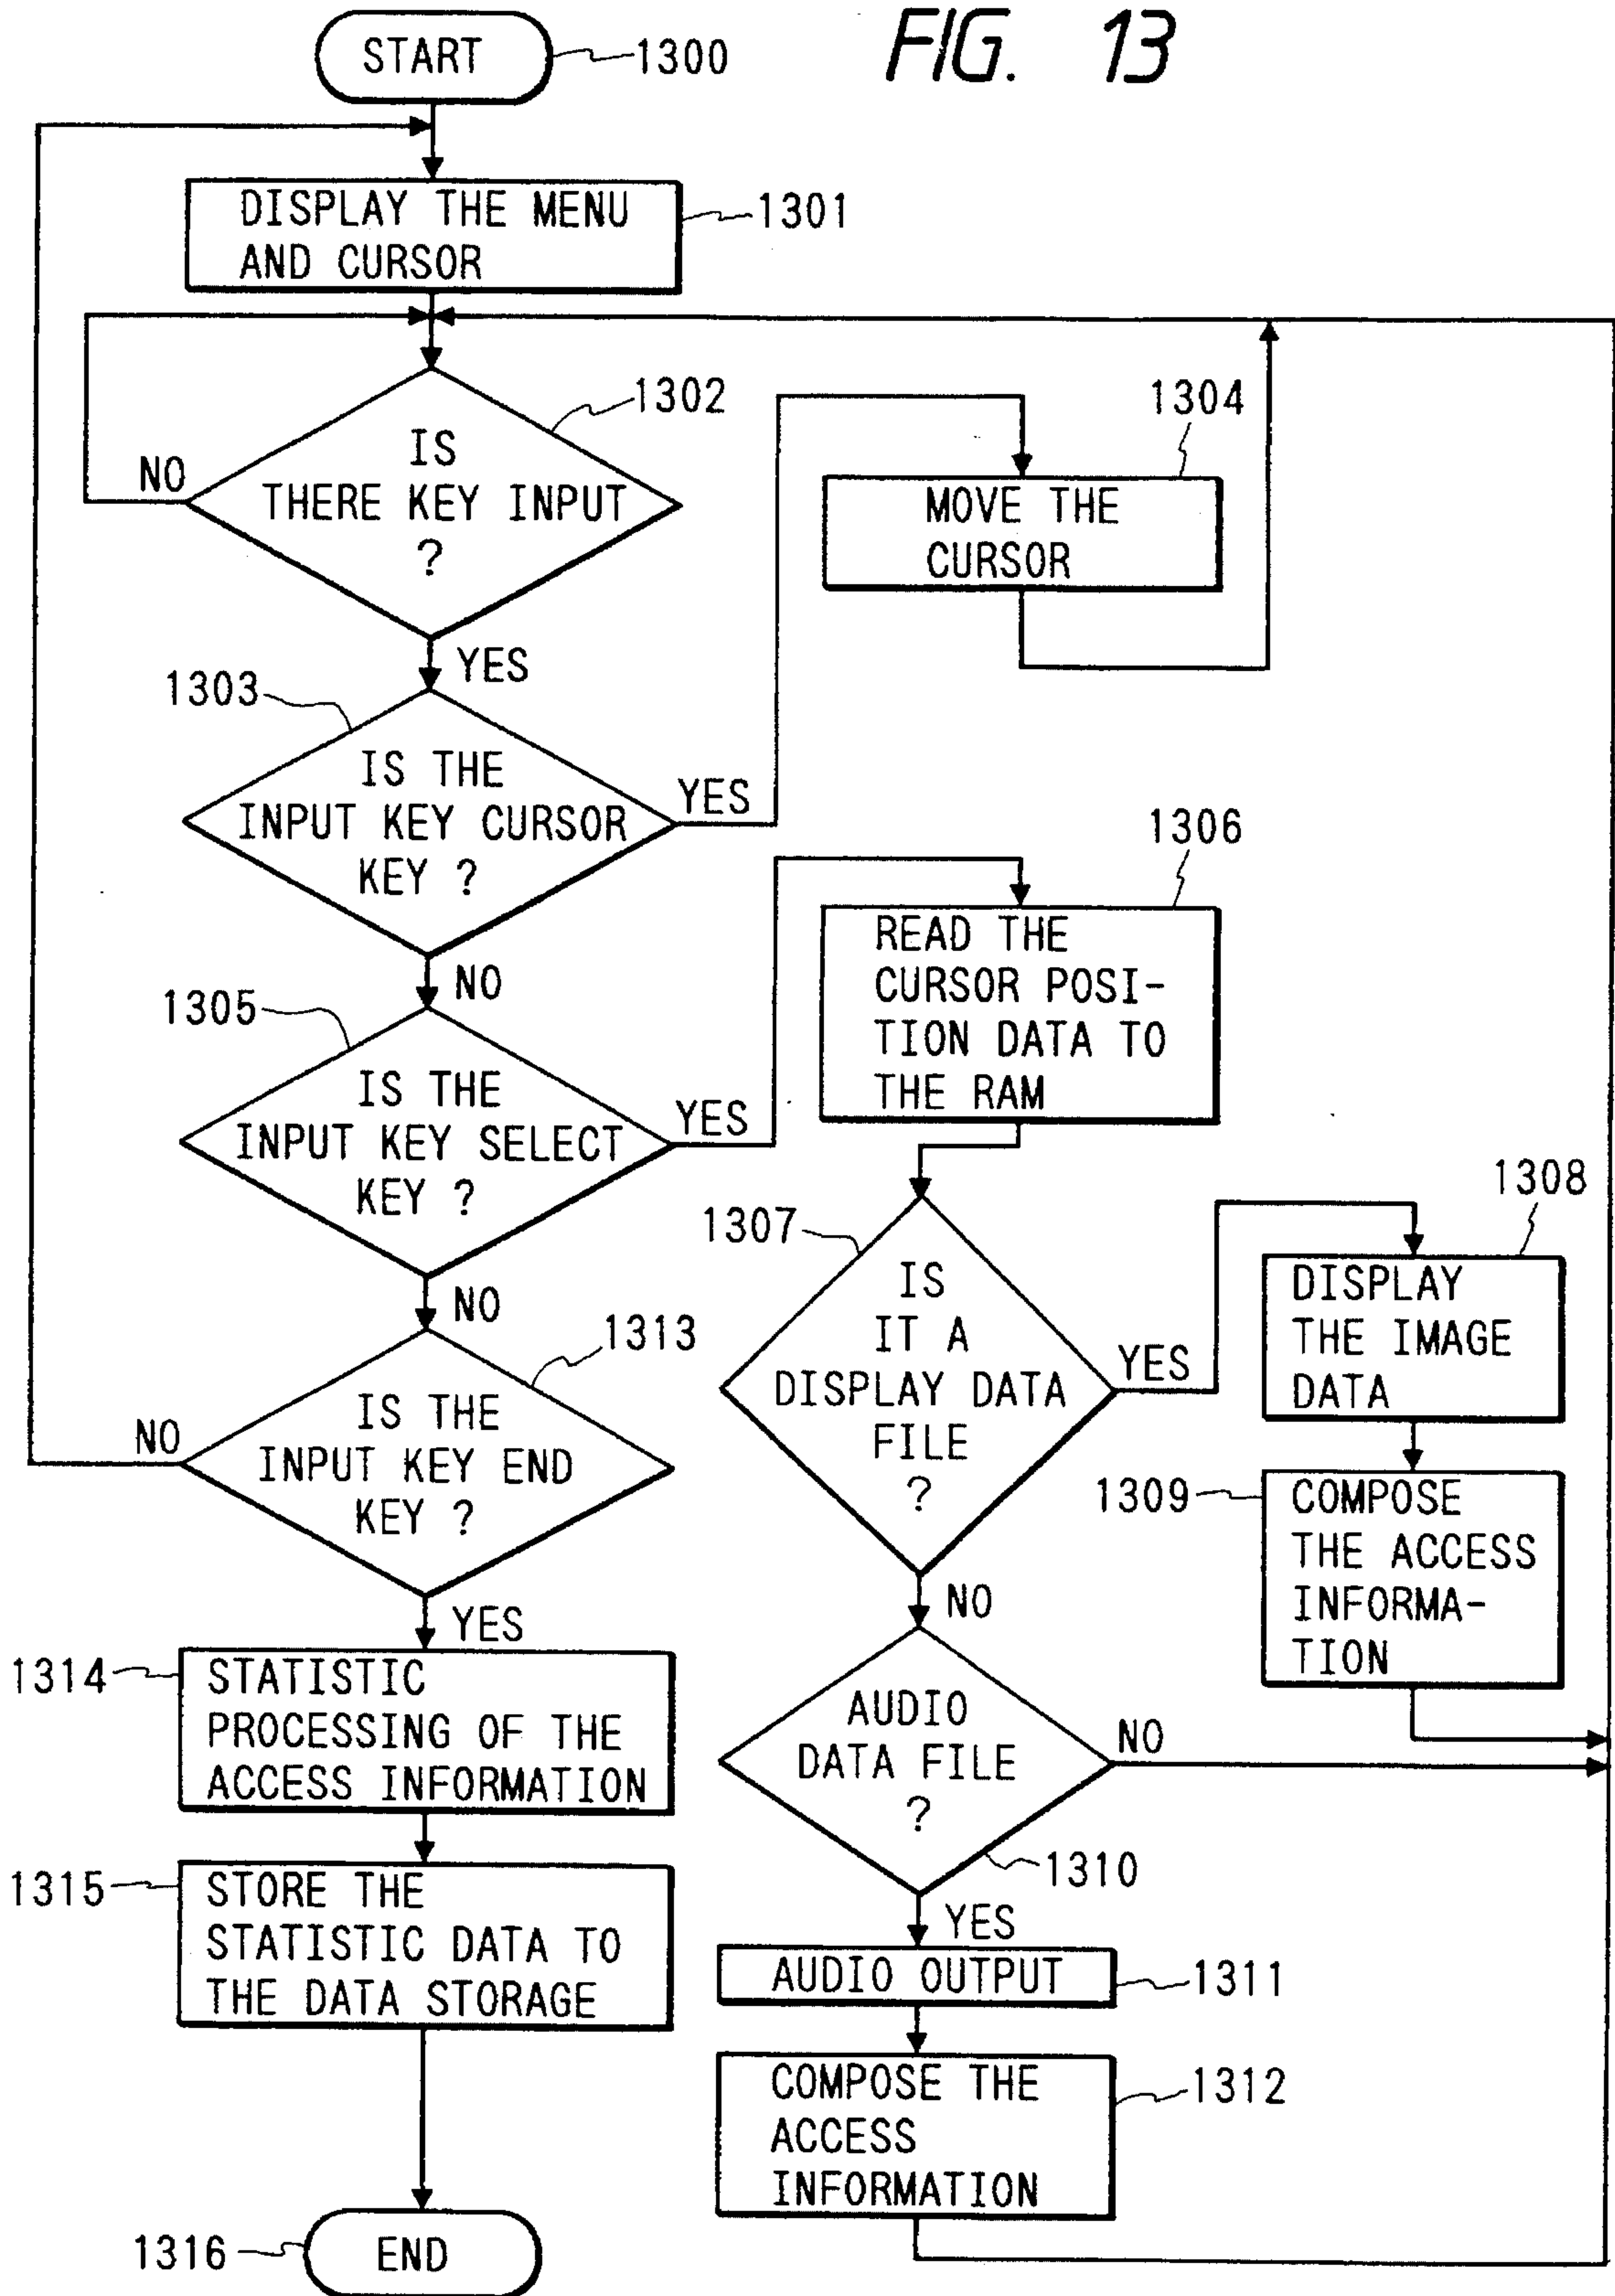 FIG. 13
START
1300
DISPLAY THE MENU
AND CURSOR
1301
1302
IS
THERE KEY INPUT
?
NO
YES
1304
MOVE THE
CURSOR
1303
IS THE
INPUT KEY CURSOR
KEY ?
YES
NO
1306
READ THE
CURSOR POSI-
TION DATA TO
THE RAM
1305
IS THE
INPUT KEY SELECT
KEY ?
YES
NO
1307
IS
IT A
DISPLAY DATA
FILE
?
YES
NO
1308
DISPLAY
THE IMAGE
DATA
1309
COMPOSE
THE ACCESS
INFORMA-
TION
1313
IS THE
INPUT KEY END
KEY ?
NO
YES
AUDIO
DATA FILE
?
NO
1310
YES
1314
STATISTIC
PROCESSING OF THE
ACCESS INFORMATION
1315
STORE THE
STATISTIC DATA TO
THE DATA STORAGE
AUDIO OUTPUT
1311
COMPOSE THE
ACCESS
INFORMATION
1312
1316
END